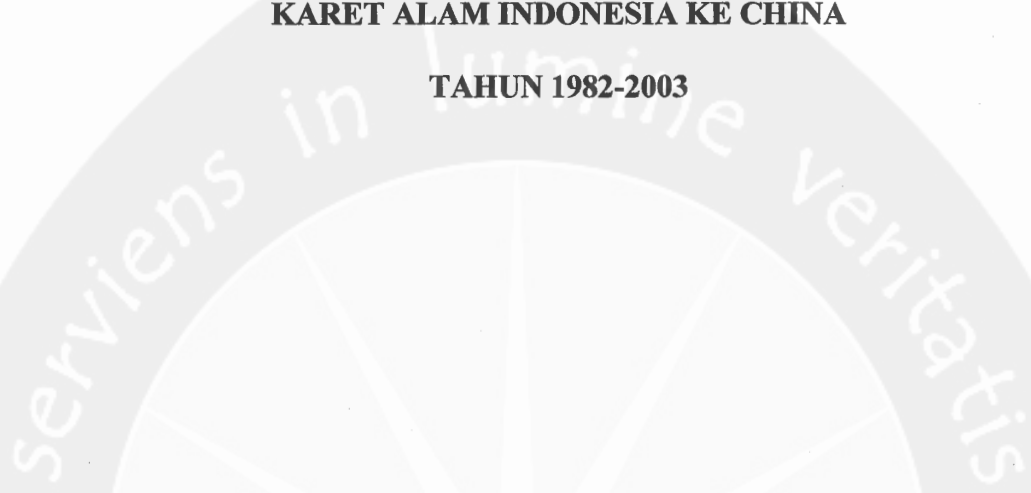 KARET ALAM INDONESIA KE CHINA
TAHUN 1982-2003
serviens in lumine veritatis